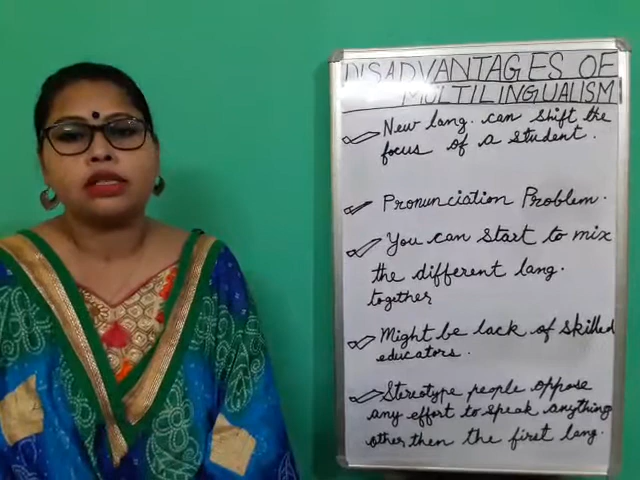 DISADVANTAGES OF
MULTILINGUALISM
New lang. can shift the
focus of a student.
Pronunciation Problem.
You can start to mix
the different lang.
together
Might be lack of skilled
educators.
Stereotype people oppose
any effort to speak anything
other then the first lang.